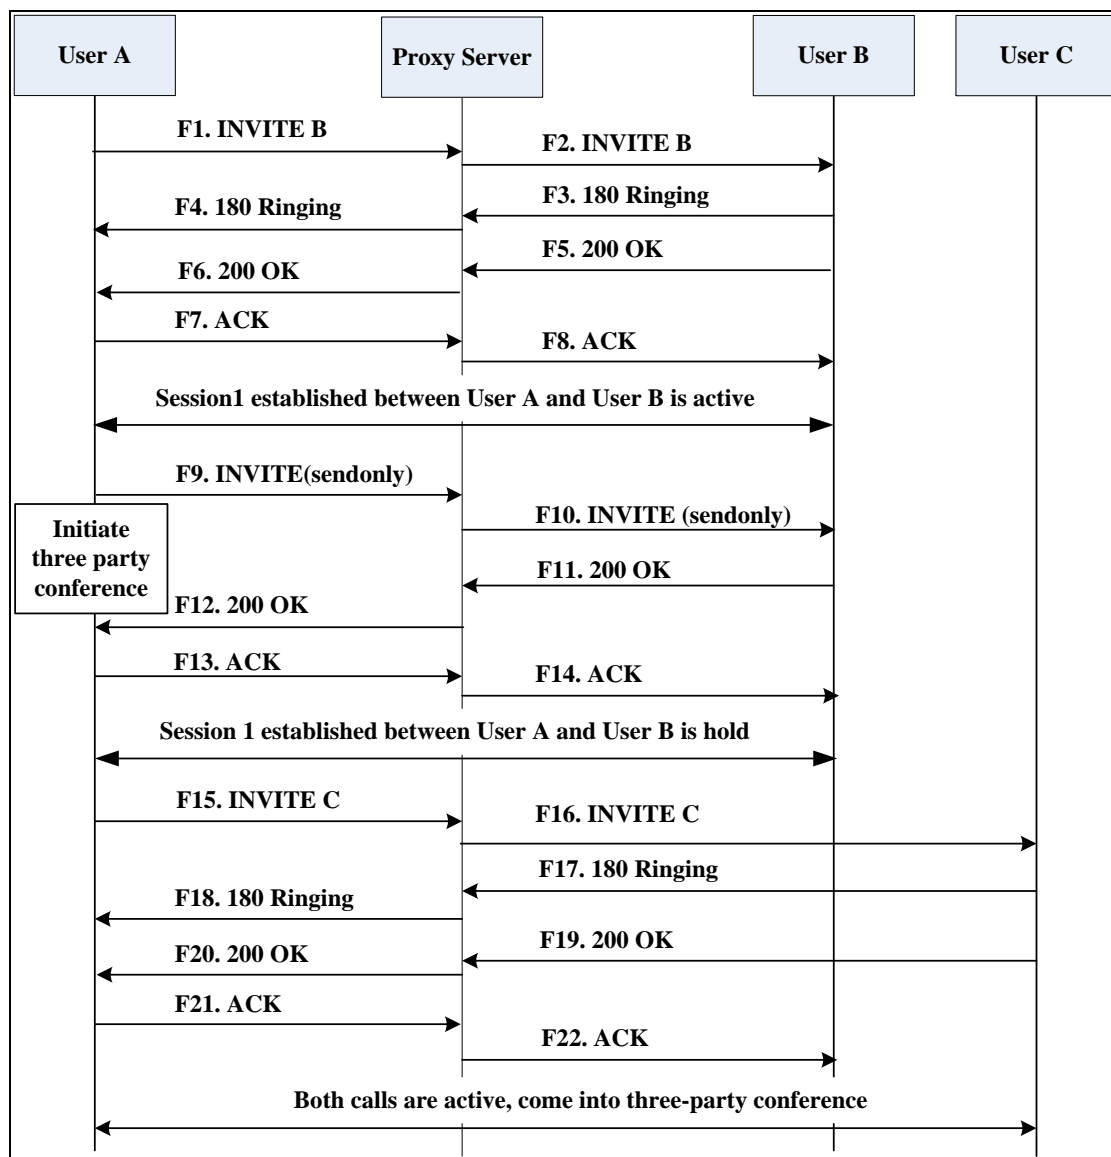 User A
Proxy Server
User B
User C
F1. INVITE B
F2. INVITE B
F3. 180 Ringing
F4. 180 Ringing
F5. 200 OK
F6. 200 OK
F7. ACK
F8. ACK
Session1 established between User A and User B is active
F9. INVITE(sendonly)
Initiate
three party
conference
F10. INVITE (sendonly)
F11. 200 OK
F12. 200 OK
F13. ACK
F14. ACK
Session 1 established between User A and User B is hold
F15. INVITE C
F16. INVITE C
F17. 180 Ringing
F18. 180 Ringing
F19. 200 OK
F20. 200 OK
F21. ACK
F22. ACK
Both calls are active, come into three-party conference